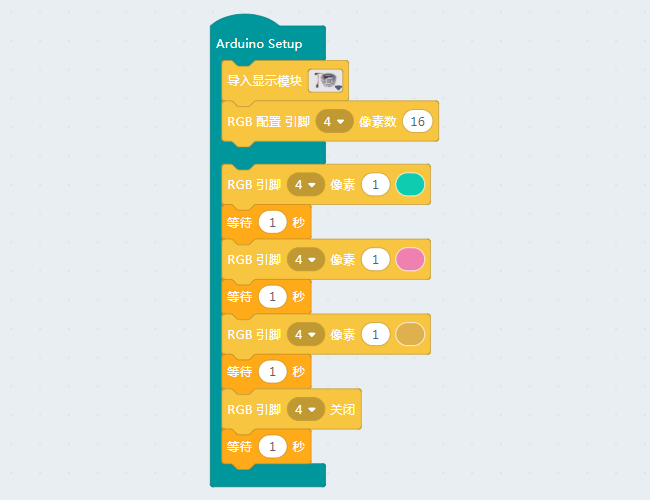 Arduino Setup
导入显示模块
RGB 配置 引脚 4 像素数 16
RGB 引脚 4 像素 1
等待 1 秒
RGB 引脚 4 像素 1
等待 1 秒
RGB 引脚 4 像素 1
等待 1 秒
RGB 引脚 4 关闭
等待 1 秒